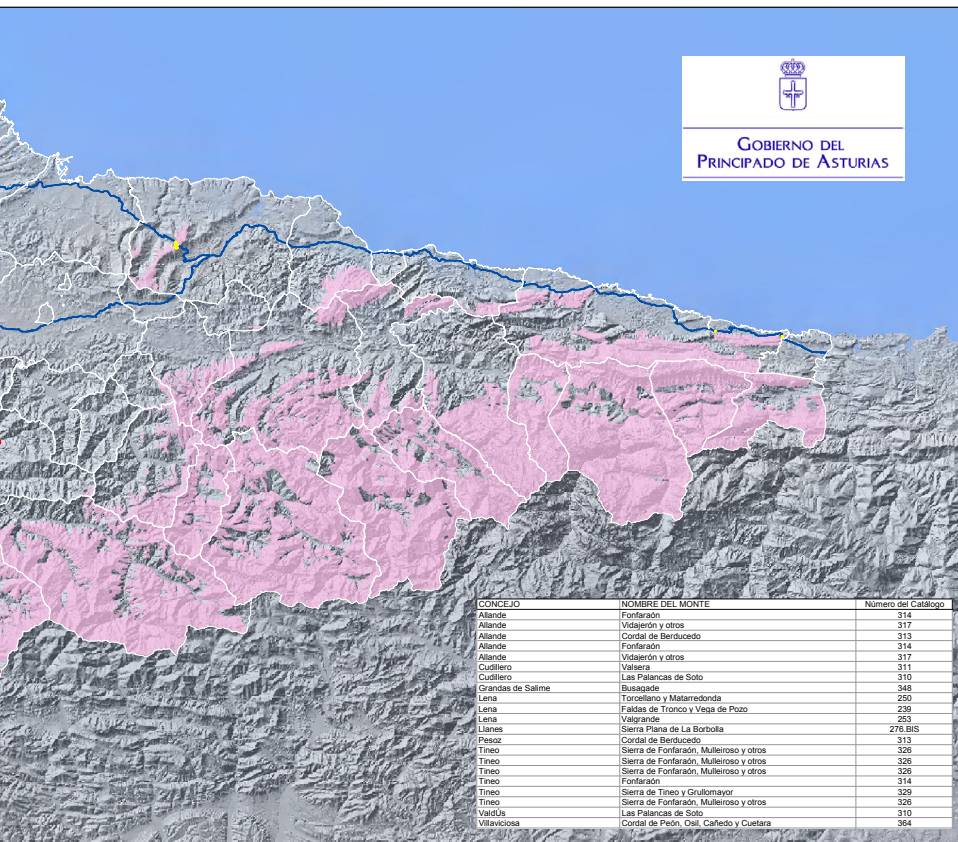 GOBIERNO DEL
PRINCIPADO DE ASTURIAS
CONCEJO NOMBRE DEL MONTE Número del Catálogo
Allande Fonfaraón 314
Allande Vidajerón y otros 317
Allande Cordal de Berducedo 313
Allande Fonfaraón 314
Allande Vidajerón y otros 317
Cudillero Valsera 311
Cudillero Las Palancas de Soto 310
Grandas de Salime Busagade 348
Lena Torcellano y Matarredonda 250
Lena Faldas de Tronco y Vega de Pozo 239
Lena Valgrande 253
Llanes Sierra Plana de La Borbolla 276.BIS
Pesoz Cordal de Berducedo 313
Tineo Sierra de Fonfaraón, Mulleiroso y otros 326
Tineo Sierra de Fonfaraón, Mulleiroso y otros 326
Tineo Sierra de Fonfaraón, Mulleiroso y otros 326
Tineo Fonfaraón 314
Tineo Sierra de Tineo y Grullomayor 329
Tineo Sierra de Fonfaraón, Mulleiroso y otros 326
ValdÚs Las Palancas de Soto 310
Villaviciosa Cordal de Peón, Osil, Cañedo y Cuetara 364